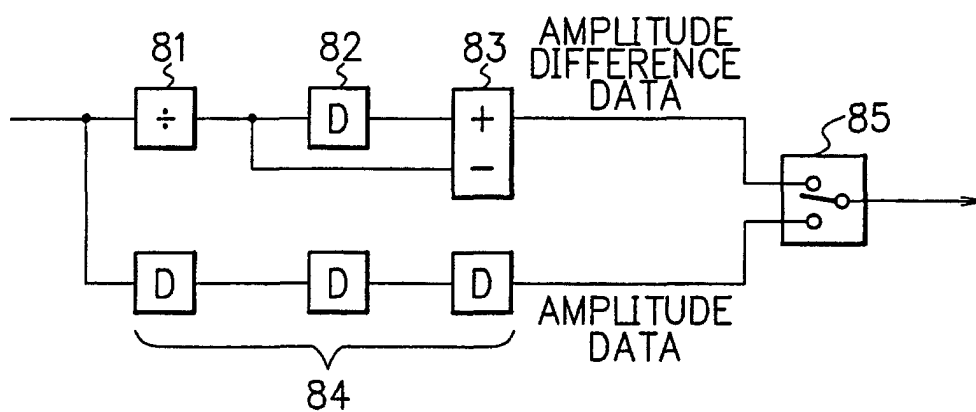 81
82
83
AMPLITUDE
DIFFERENCE
DATA
85
÷
D
+
−
D
D
D
AMPLITUDE
DATA
84